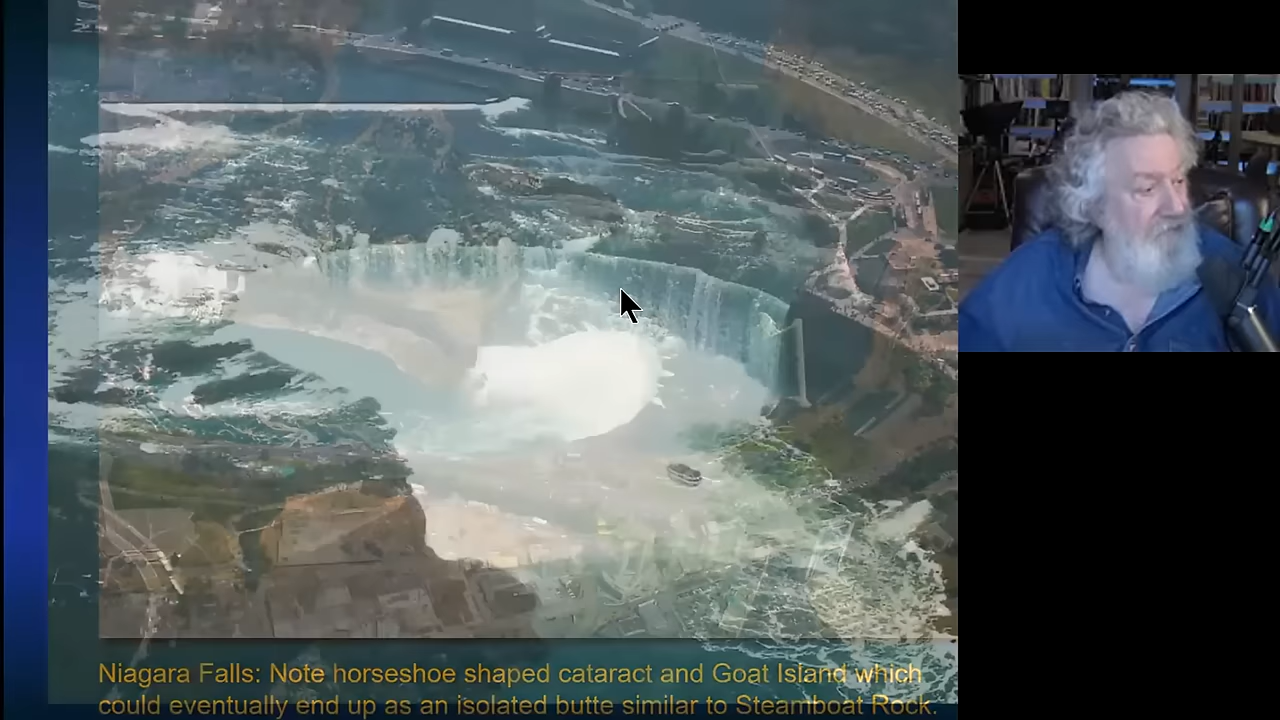 Niagara Falls: Note horseshoe shaped cataract and Goat Island which
could eventually end up as an isolated butte similar to Steamboat Rock.